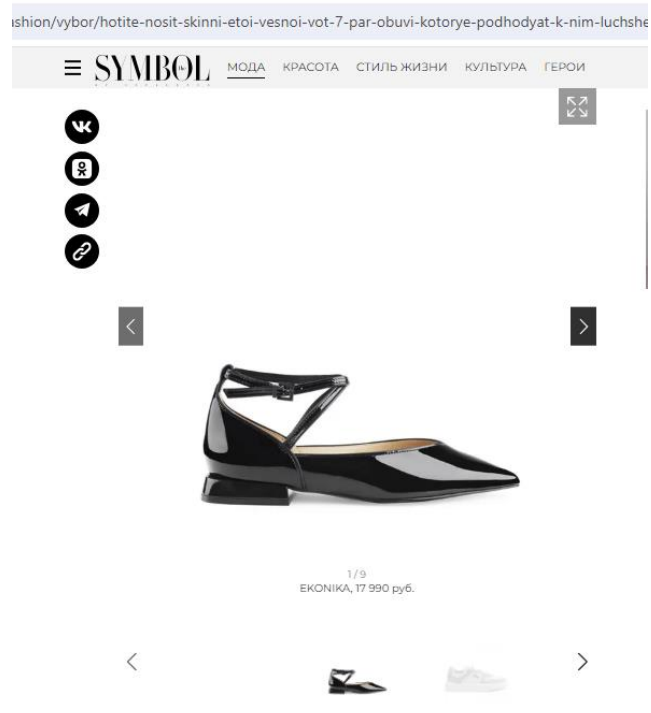 ashion/vybor/hotite-nosit-skinni-etoi-vesnoi-vot-7-par-obuvi-kotorye-podhodyat-k-nim-luchshe
THE SYMBOL МОДА КРАСОТА СТИЛЬ ЖИЗНИ КУЛЬТУРА ГЕРОИ
1/9
EKONIKA, 17 990 руб.